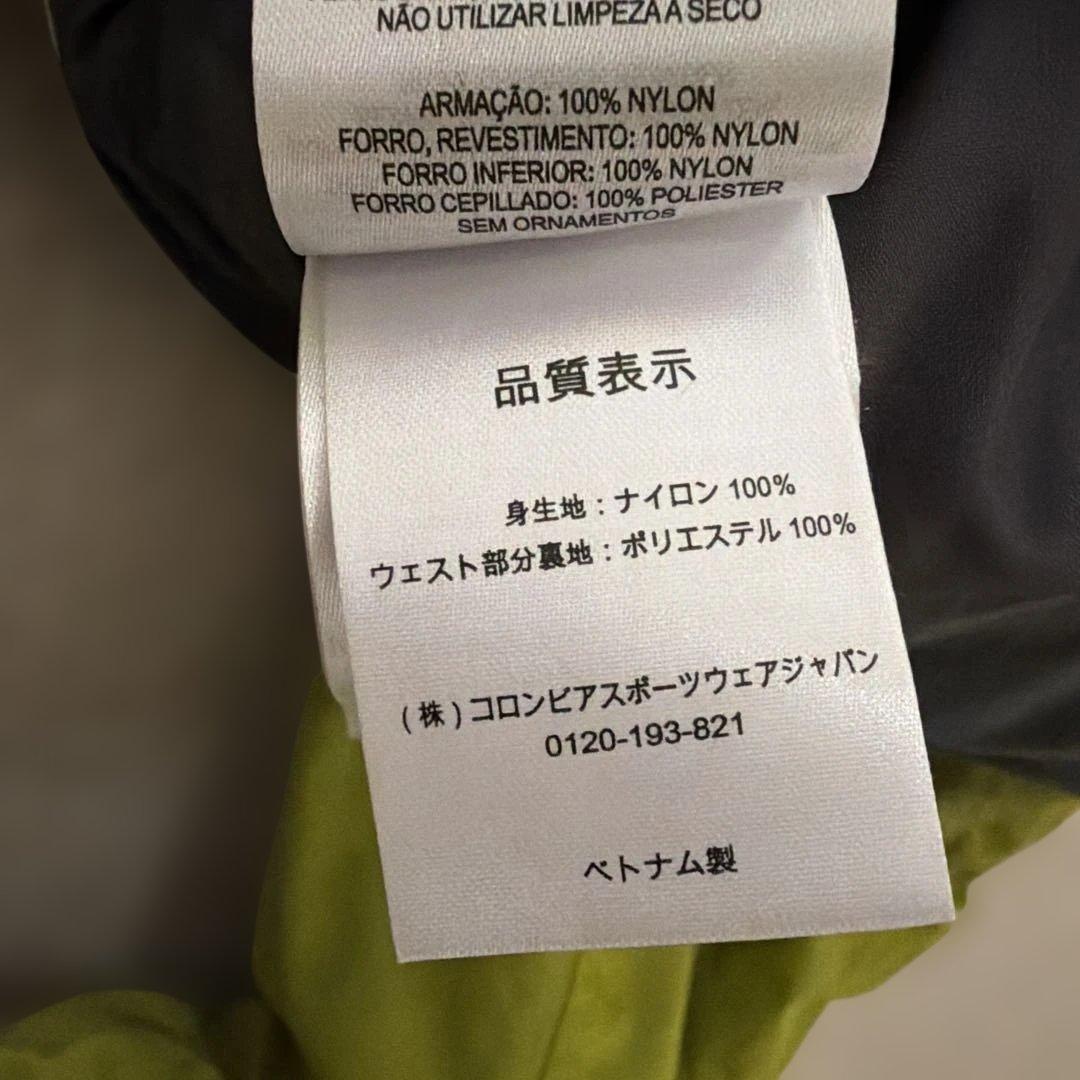 NÃO UTILIZAR LIMPEZA A SECO
ARMAÇÃO: 100% NYLON
FORRO, REVESTIMENTO: 100% NYLON
FORRO INFERIOR: 100% NYLON
FORRO CEPILLADO: 100% POLIESTER
SEM ORNAMENTOS
品質表示
身生地：ナイロン 100%
ウェスト部分裏地：ポリエステル 100%
(株)コロンビアスポーツウェアジャパン
0120-193-821
ベトナム製